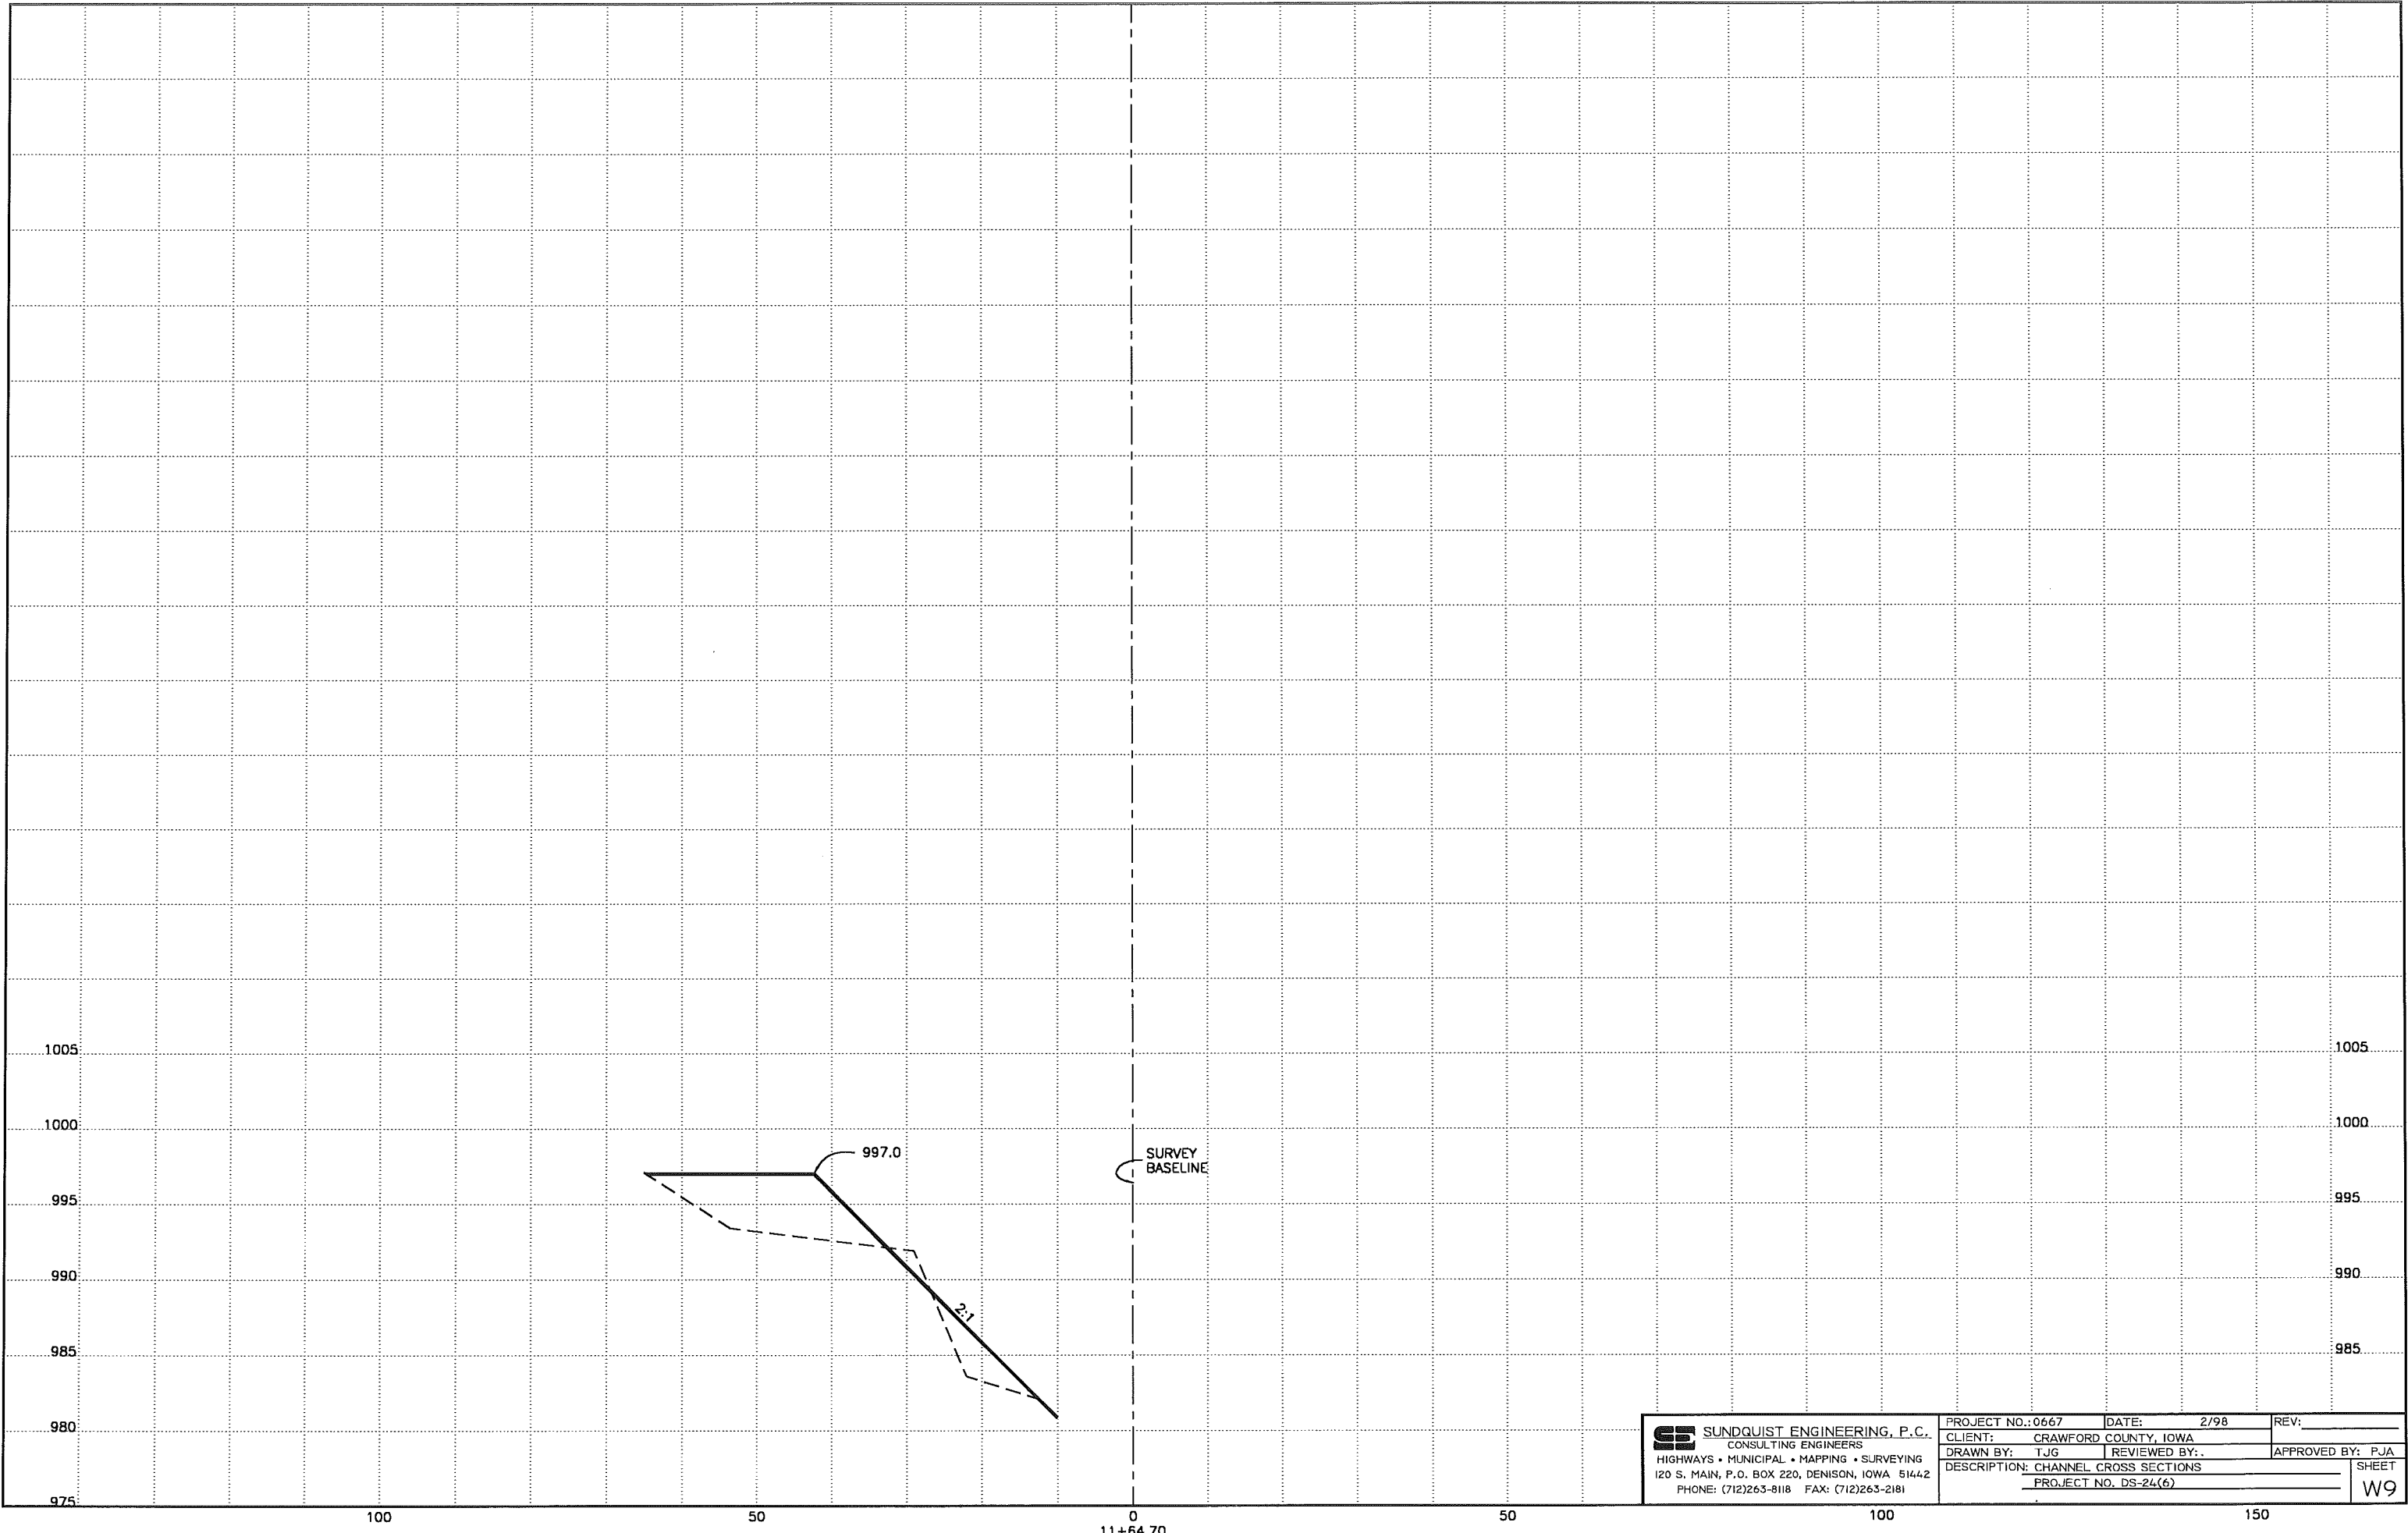 1005 1005
1000 1000
997.0
SURVEY
BASELINE
995 995
990 990
2:1
985 985
980
975
100 50 0 50 100 150
11+64.70
SUNDQUIST ENGINEERING, P.C.
CONSULTING ENGINEERS
HIGHWAYS • MUNICIPAL • MAPPING • SURVEYING
120 S. MAIN, P.O. BOX 220, DENISON, IOWA 51442
PHONE: (712)263-8118 FAX: (712)263-2181
PROJECT NO.: 0667 DATE: 2/98 REV:
CLIENT: CRAWFORD COUNTY, IOWA
DRAWN BY: TJG REVIEWED BY: . APPROVED BY: PJA
DESCRIPTION: CHANNEL CROSS SECTIONS
PROJECT NO. DS-24(6)
SHEET
W9